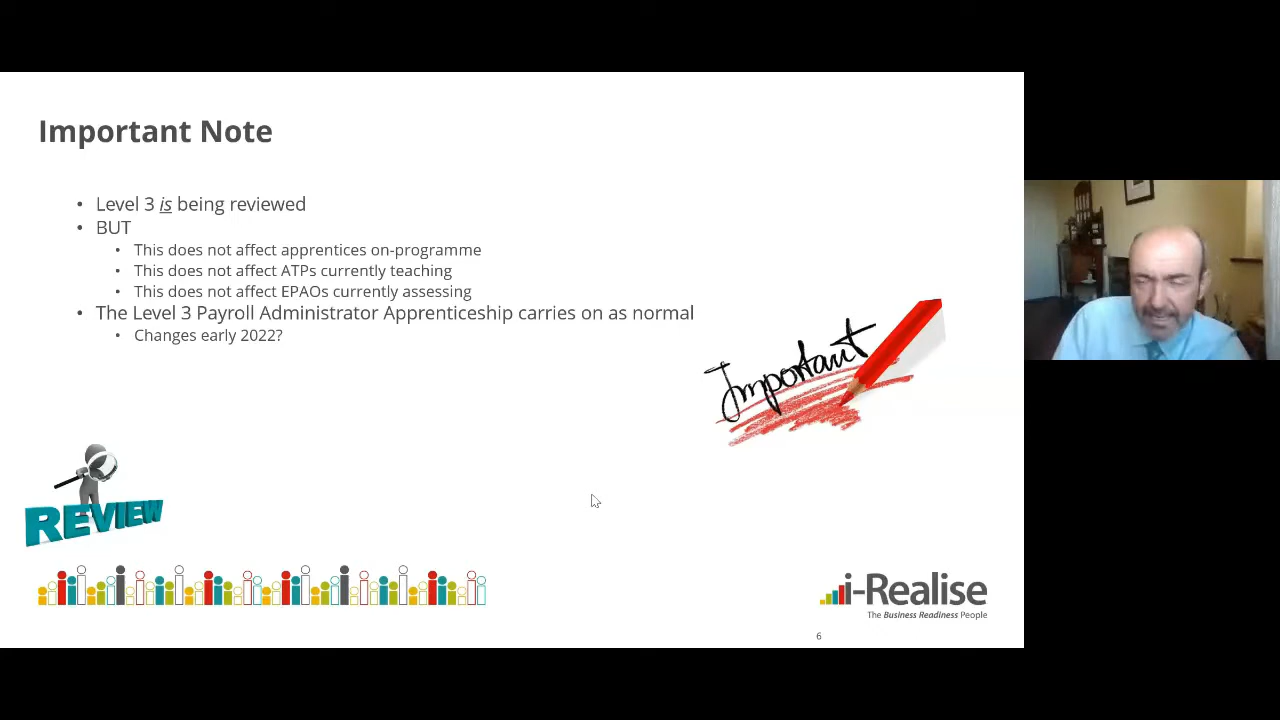 Important Note
• Level 3 is being reviewed
• BUT
• This does not affect apprentices on-programme
• This does not affect ATPs currently teaching
• This does not affect EPAOs currently assessing
• The Level 3 Payroll Administrator Apprenticeship carries on as normal
• Changes early 2022?
Important
REVIEW
i-Realise
The Business Readiness People
6